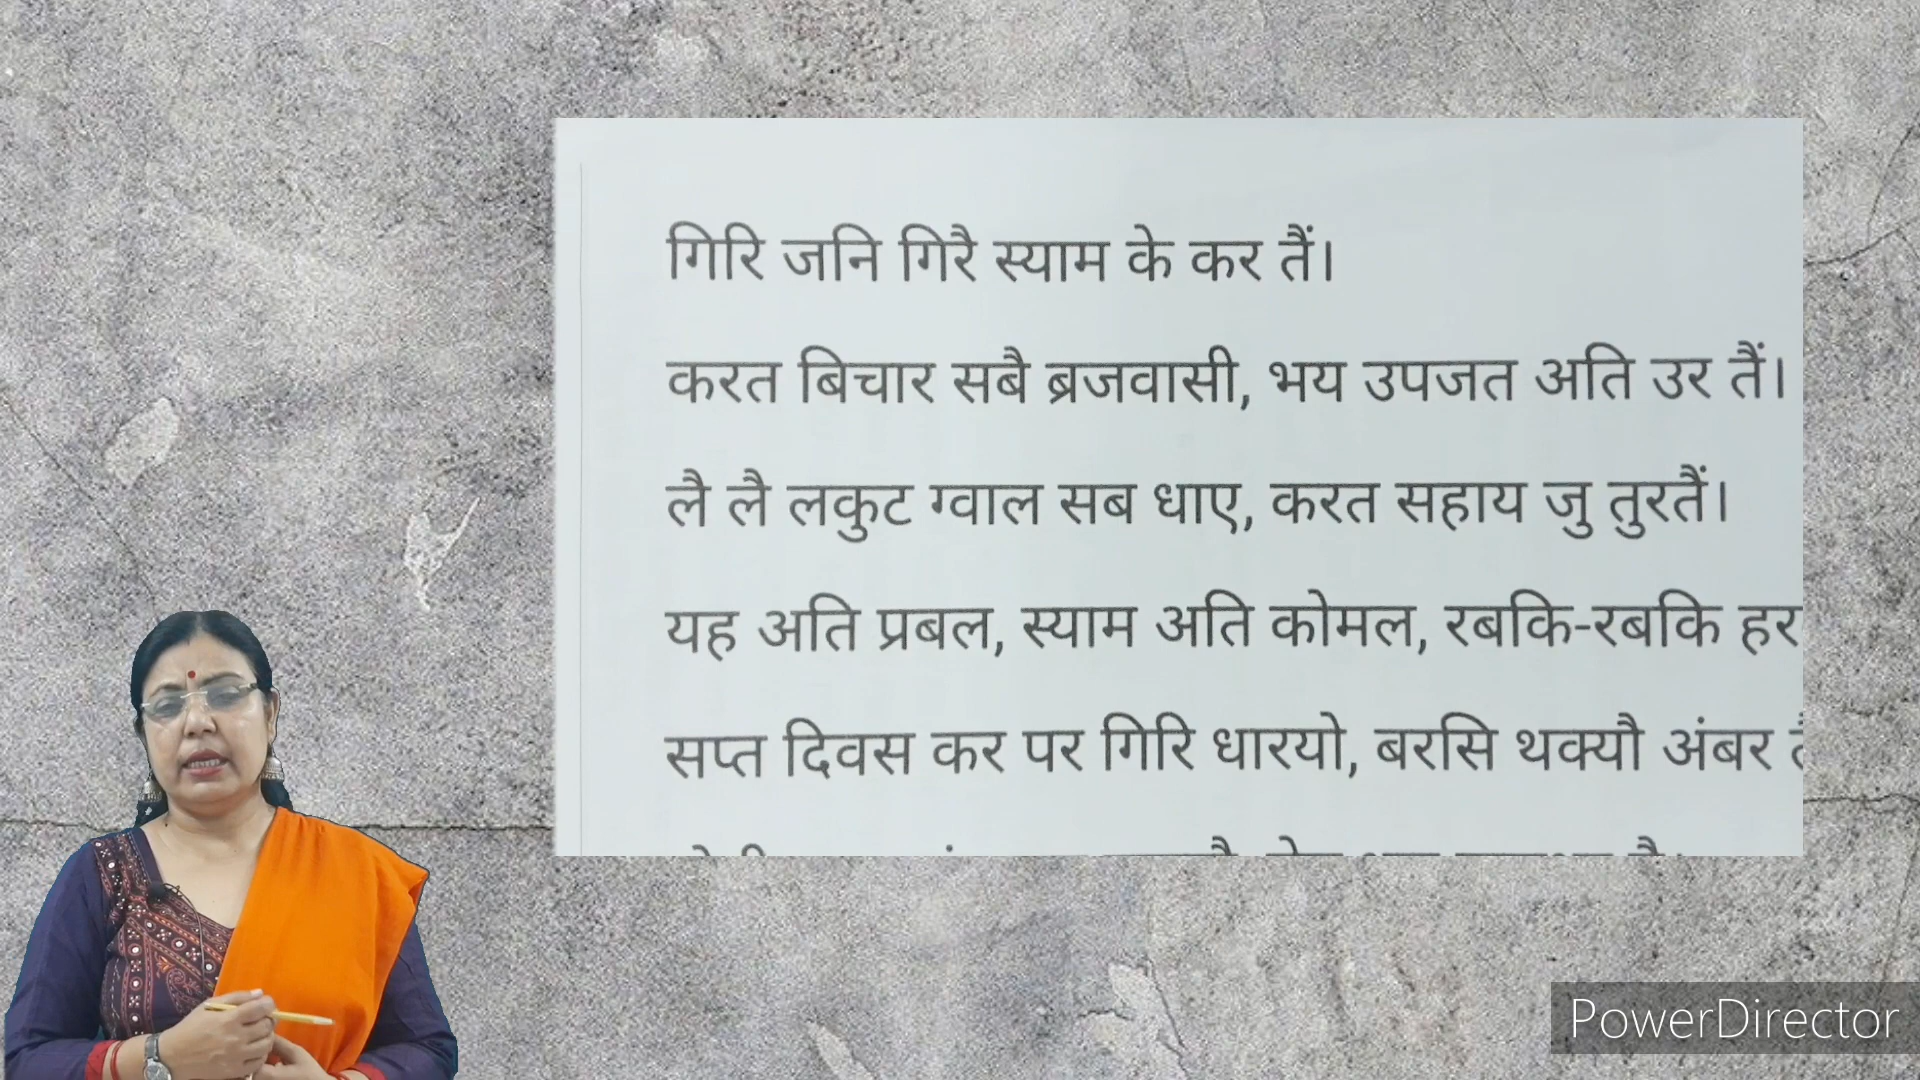 गिरि जनि गिरै स्याम के कर तैं।
करत बिचार सबै ब्रजवासी, भय उपजत अति उर तैं।
लै लै लकुट ग्वाल सब धाए, करत सहाय जु तुरतैं।
यह अति प्रबल, स्याम अति कोमल, रबकि-रबकि हर
सप्त दिवस कर पर गिरि धारयो, बरसि थक्यौ अंबर
PowerDirector